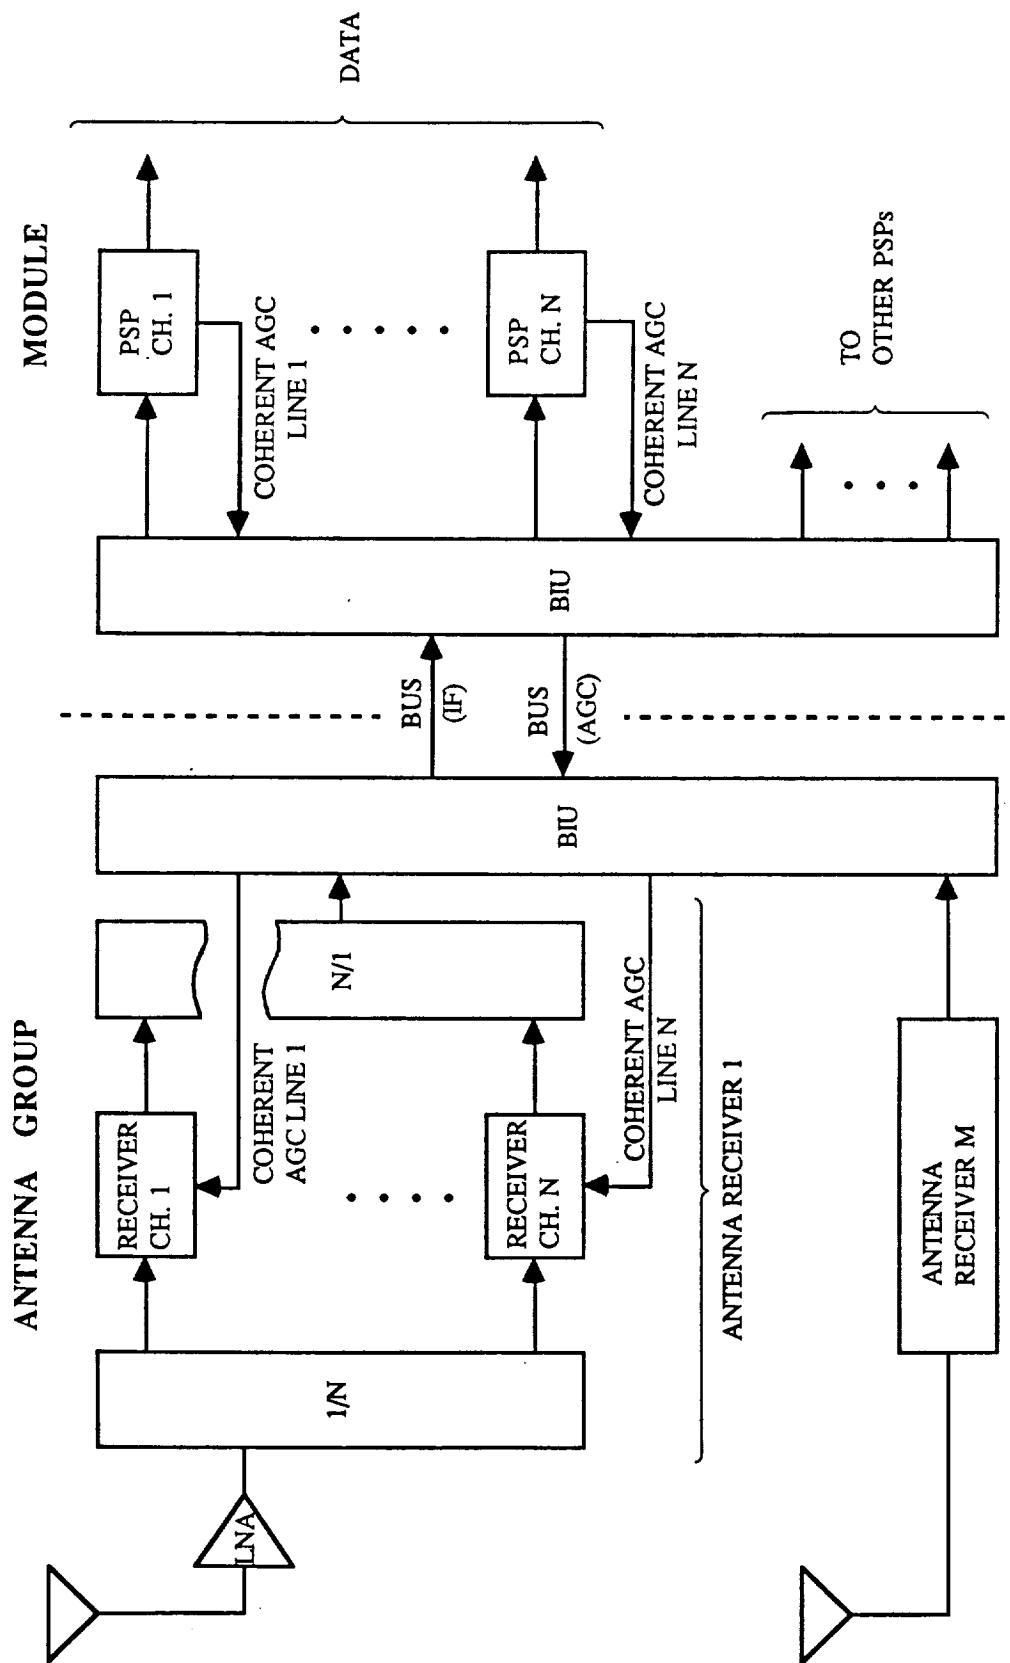 ANTENNA GROUP
MODULE
LNA
1/N
RECEIVER
CH. 1
COHERENT
AGC LINE 1
RECEIVER
CH. N
COHERENT AGC
LINE N
N/1
ANTENNA RECEIVER 1
ANTENNA
RECEIVER M
BIU
BUS
(IF)
BUS
(AGC)
BIU
PSP
CH. 1
COHERENT AGC
LINE 1
PSP
CH. N
COHERENT AGC
LINE N
DATA
TO
OTHER PSPs